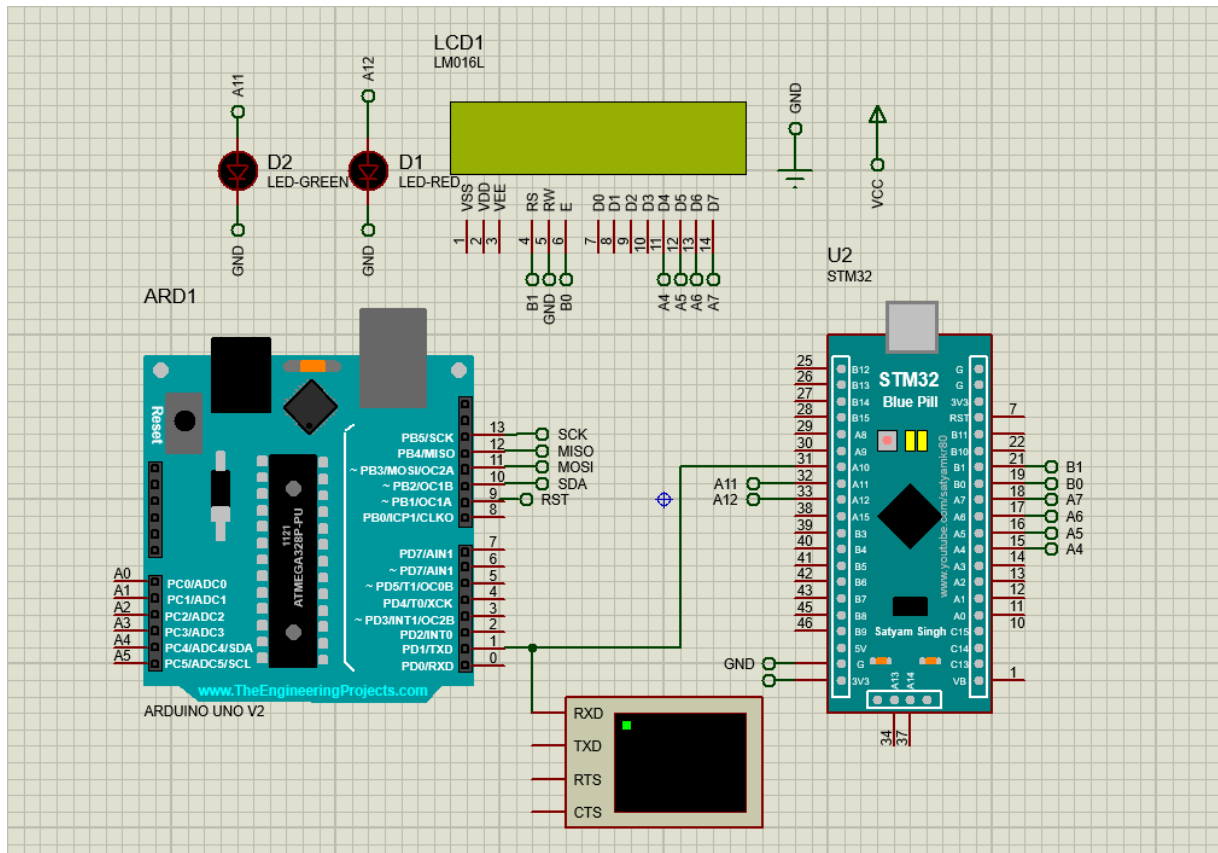 LCD1
LM016L
A11
A12
D2
LED-GREEN
D1
LED-RED
GND
GND
GND
VCC
VSS
VDD
VEE
RS
RW
E
D0
D1
D2
D3
D4
D5
D6
D7
1
2
3
4
5
6
7
8
9
10
11
12
13
14
B1
GND
B0
A4
A5
A6
A7
ARD1
Reset
1121
ATMEGA328P-PU
PB5/SCK 13 SCK
PB4/MISO 12 MISO
~ PB3/MOSI/OC2A 11 MOSI
~ PB2/OC1B 10 SDA
~ PB1/OC1A 9 RST
PB0/ICP1/CLKO 8
PD7/AIN1 7
~ PD7/AIN1 6
~ PD5/T1/OC0B 5
PD4/T0/XCK 4
~ PD3/INT1/OC2B 3
PD2/INT0 2
PD1/TXD 1
PD0/RXD 0
A0 PC0/ADC0
A1 PC1/ADC1
A2 PC2/ADC2
A3 PC3/ADC3
A4 PC4/ADC4/SDA
A5 PC5/ADC5/SCL
www.TheEngineeringProjects.com
ARDUINO UNO V2
RXD
TXD
RTS
CTS
U2
STM32
STM32
Blue Pill
www.youtube.com/satyamkr80
Satyam Singh
25 B12
26 B13
27 B14
28 B15
29 A8
30 A9
31 A10
A11 32 A11
A12 33 A12
38 A15
39 B3
40 B4
41 B5
42 B6
43 B7
45 B8
46 B9
5V
GND G
3V3
G
G
3V3
RST 7
B11
B10 22
B1 21 B1
B0 19 B0
A7 18 A7
A6 17 A6
A5 16 A5
A4 15 A4
A3 14
A2 13
A1 12
A0 11
C15 10
C14
C13
VB 1
A13
A14
34
37